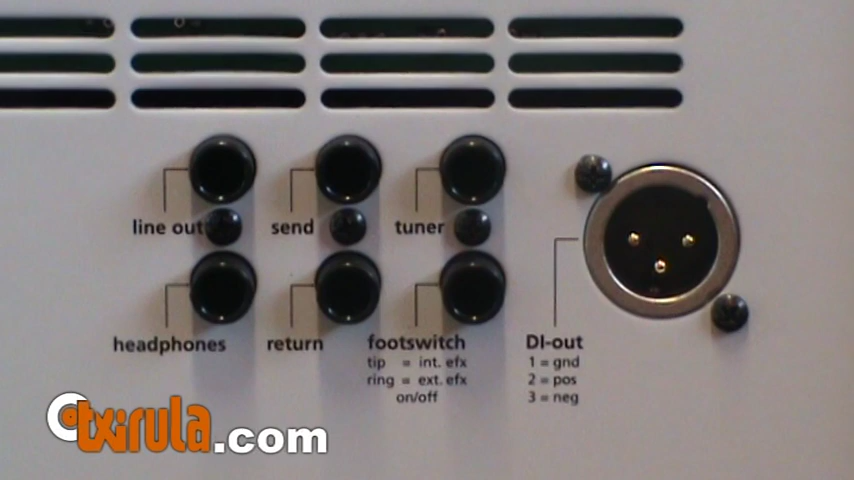 line out
send
tuner
headphones
return
footswitch
tip = int. efx
ring = ext. efx
on/off
DI-out
1 = gnd
2 = pos
3 = neg
txirula.com